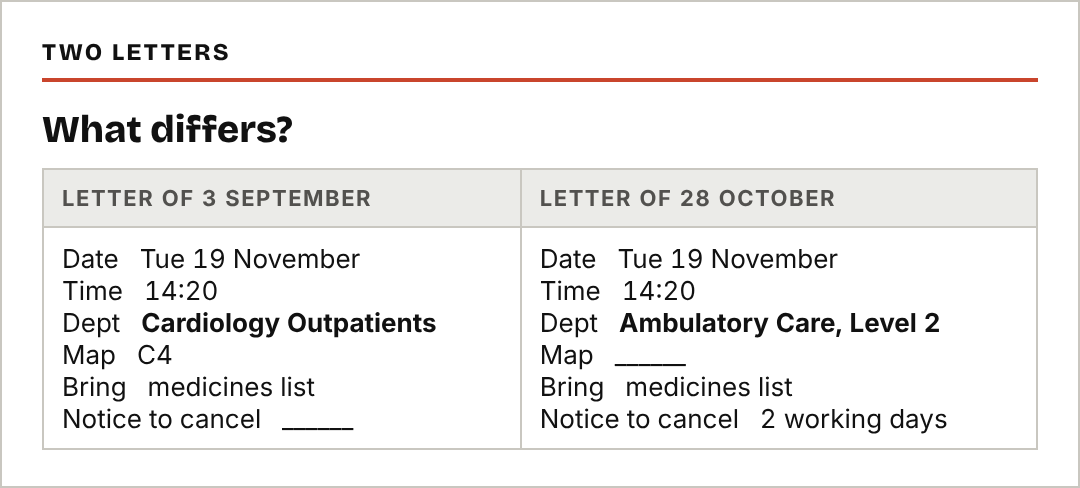 TWO LETTERS
What differs?
LETTER OF 3 SEPTEMBER
Date Tue 19 November
Time 14:20
Dept Cardiology Outpatients
Map C4
Bring medicines list
Notice to cancel ______
LETTER OF 28 OCTOBER
Date Tue 19 November
Time 14:20
Dept Ambulatory Care, Level 2
Map ______
Bring medicines list
Notice to cancel 2 working days